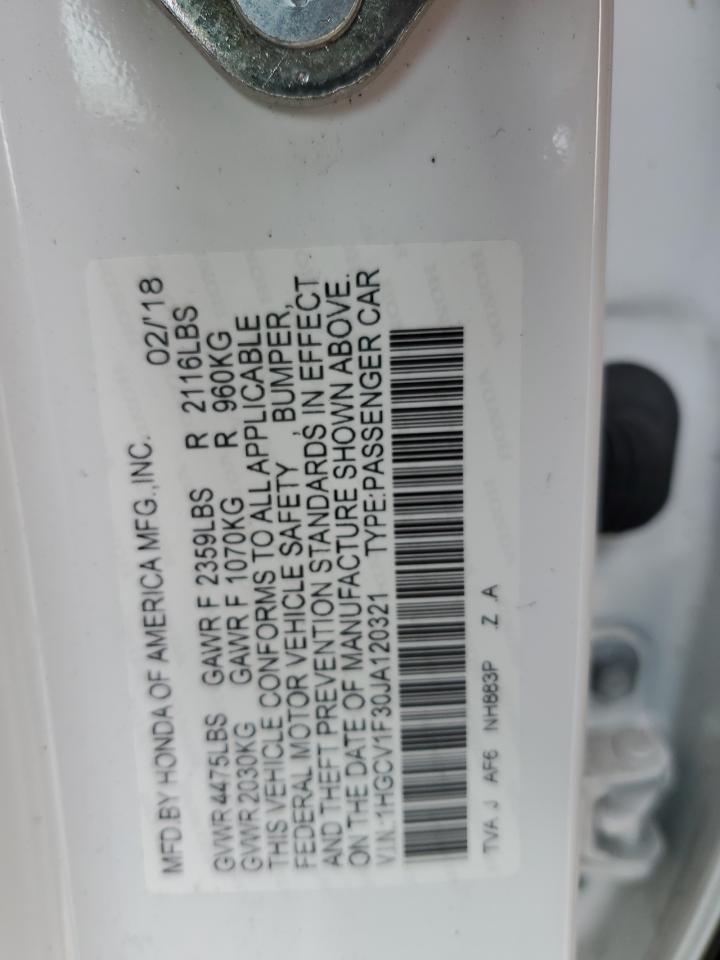 MFD.BY HONDA OF AMERICA MFG.,INC. 02/'18
GVWR 4475LBS GAWR F 2359LBS R 2116LBS
GVWR 2030KG GAWR F 1070KG R 960KG
THIS VEHICLE CONFORMS TO ALL APPLICABLE
FEDERAL MOTOR VEHICLE SAFETY , BUMPER,
AND THEFT PREVENTION STANDARDS IN EFFECT
ON THE DATE OF MANUFACTURE SHOWN ABOVE.
V.I.N.:1HGCV1F30JA120321 TYPE:PASSENGER CAR
TVA J AF6 NH883P .Z .A